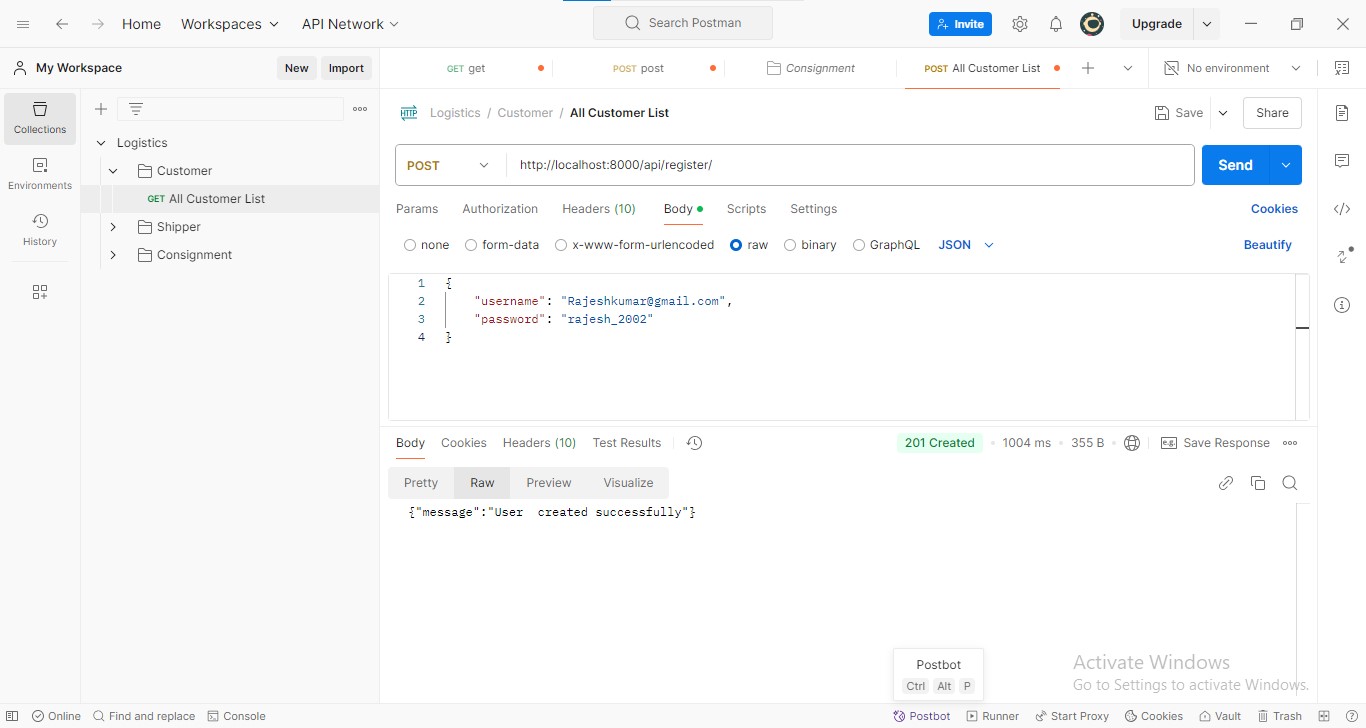 Home Workspaces API Network Search Postman Invite Upgrade
My Workspace New Import GET get POST post Consignment POST All Customer List No environment
Collections
Environments
History
Logistics
Customer
GET All Customer List
Shipper
Consignment
HTTP Logistics / Customer / All Customer List Save Share
POST http://localhost:8000/api/register/ Send
Params Authorization Headers (10) Body Scripts Settings Cookies
none form-data x-www-form-urlencoded raw binary GraphQL JSON Beautify
1 {
2 "username": "Rajeshkumar@gmail.com",
3 "password": "rajesh_2002"
4 }
Body Cookies Headers (10) Test Results 201 Created 1004 ms 355 B e.g. Save Response
Pretty Raw Preview Visualize
{"message":"User  created successfully"}
Postbot
Ctrl Alt P
Activate Windows
Go to Settings to activate Windows.
Online Find and replace Console Postbot Runner Start Proxy Cookies Vault Trash